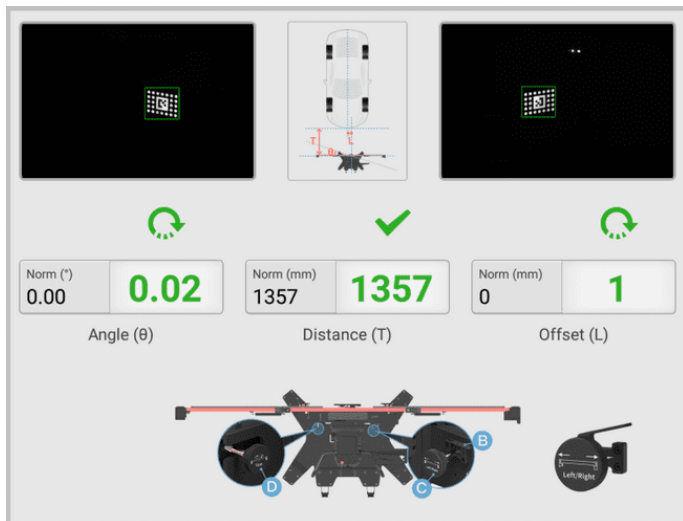 T
L
θ
Norm (°)
0.00
0.02
Norm (mm)
1357
1357
Norm (mm)
0
1
Angle (θ)
Distance (T)
Offset (L)
B
D
C
Left/Right